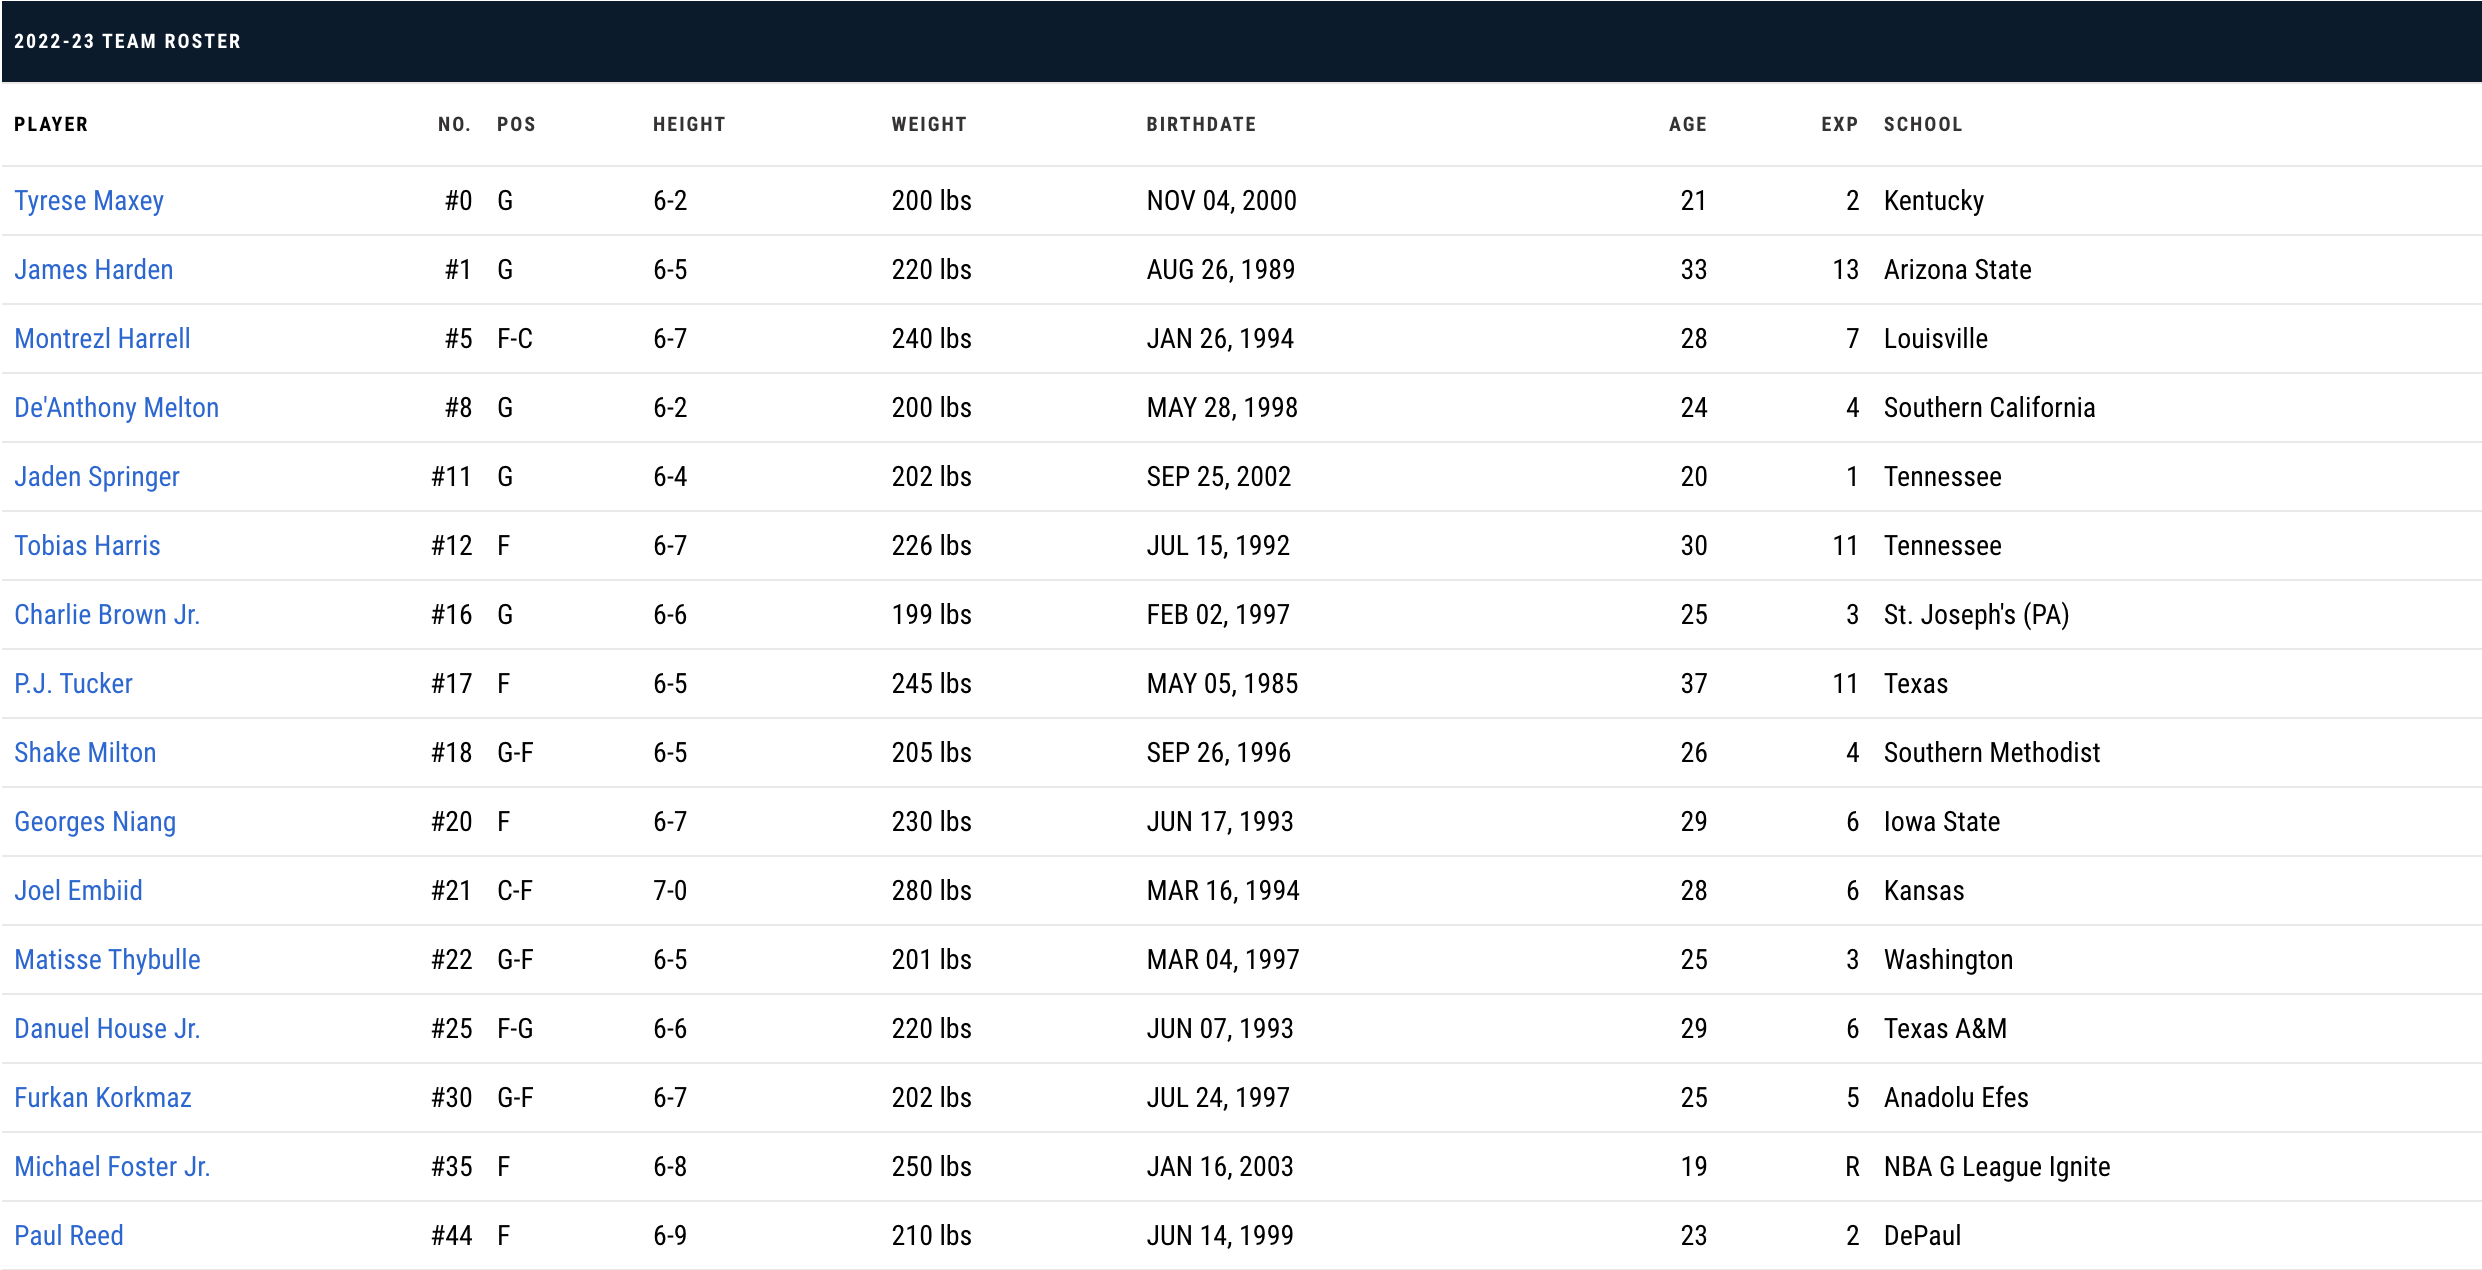 2022-23 TEAM ROSTER
PLAYER NO. POS HEIGHT WEIGHT BIRTHDATE AGE EXP SCHOOL
Tyrese Maxey #0 G 6-2 200 lbs NOV 04, 2000 21 2 Kentucky
James Harden #1 G 6-5 220 lbs AUG 26, 1989 33 13 Arizona State
Montrezl Harrell #5 F-C 6-7 240 lbs JAN 26, 1994 28 7 Louisville
De'Anthony Melton #8 G 6-2 200 lbs MAY 28, 1998 24 4 Southern California
Jaden Springer #11 G 6-4 202 lbs SEP 25, 2002 20 1 Tennessee
Tobias Harris #12 F 6-7 226 lbs JUL 15, 1992 30 11 Tennessee
Charlie Brown Jr. #16 G 6-6 199 lbs FEB 02, 1997 25 3 St. Joseph's (PA)
P.J. Tucker #17 F 6-5 245 lbs MAY 05, 1985 37 11 Texas
Shake Milton #18 G-F 6-5 205 lbs SEP 26, 1996 26 4 Southern Methodist
Georges Niang #20 F 6-7 230 lbs JUN 17, 1993 29 6 Iowa State
Joel Embiid #21 C-F 7-0 280 lbs MAR 16, 1994 28 6 Kansas
Matisse Thybulle #22 G-F 6-5 201 lbs MAR 04, 1997 25 3 Washington
Danuel House Jr. #25 F-G 6-6 220 lbs JUN 07, 1993 29 6 Texas A&M
Furkan Korkmaz #30 G-F 6-7 202 lbs JUL 24, 1997 25 5 Anadolu Efes
Michael Foster Jr. #35 F 6-8 250 lbs JAN 16, 2003 19 R NBA G League Ignite
Paul Reed #44 F 6-9 210 lbs JUN 14, 1999 23 2 DePaul